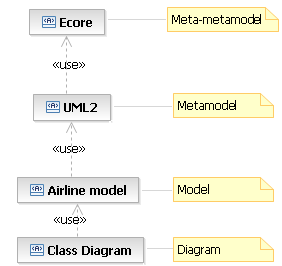 «A» Ecore
Meta-metamodel
«use»
«A» UML2
Metamodel
«use»
«A» Airline model
Model
«use»
«A» Class Diagram
Diagram